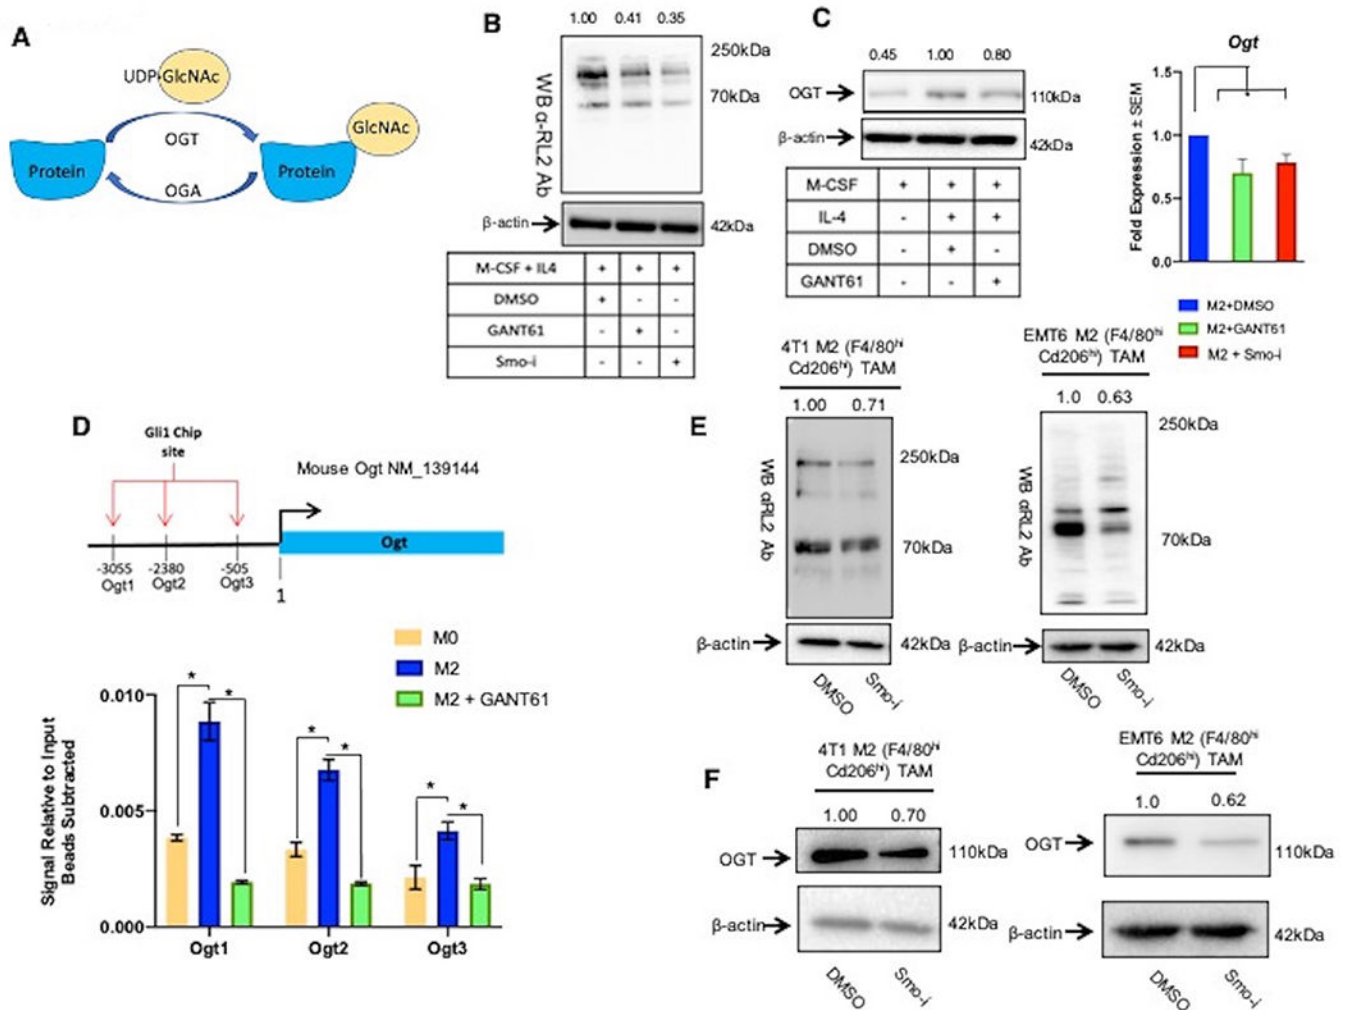 A
UDP-GlcNAc
GlcNAc
OGT
Protein
Protein
OGA
B
1.00 0.41 0.35
WBα-RL2 Ab
250kDa
70kDa
β-actin
42kDa
M-CSF + IL4 + + +
DMSO + - -
GANT61 - + -
Smo-i - - +
C
0.45 1.00 0.80
OGT
110kDa
β-actin
42kDa
M-CSF + + +
IL-4 - + +
DMSO - + -
GANT61 - - +
Ogt
Fold Expression ± SEM
1.5
1.0
0.5
0.0
M2+DMSO
M2+GANT61
M2 + Smo-i
D
Gli1 Chip
site
Mouse Ogt NM_139144
Ogt
-3055 -2380 -505
Ogt1 Ogt2 Ogt3
1
M0
M2
M2 + GANT61
Signal Relative to Input
Beads Subtracted
0.010
0.005
0.000
* * * * * *
Ogt1 Ogt2 Ogt3
E
4T1 M2 (F4/80hi
Cd206hi) TAM
1.00 0.71
WB αRL2 Ab
250kDa
70kDa
β-actin
42kDa
DMSO Smo-i
EMT6 M2 (F4/80hi
Cd206hi) TAM
1.0 0.63
WB αRL2 Ab
250kDa
70kDa
β-actin
42kDa
DMSO Smo-i
F
4T1 M2 (F4/80hi
Cd206hi) TAM
1.00 0.70
OGT
110kDa
β-actin
42kDa
DMSO Smo-i
EMT6 M2 (F4/80hi
Cd206hi) TAM
1.0 0.62
OGT
110kDa
β-actin
42kDa
DMSO Smo-i